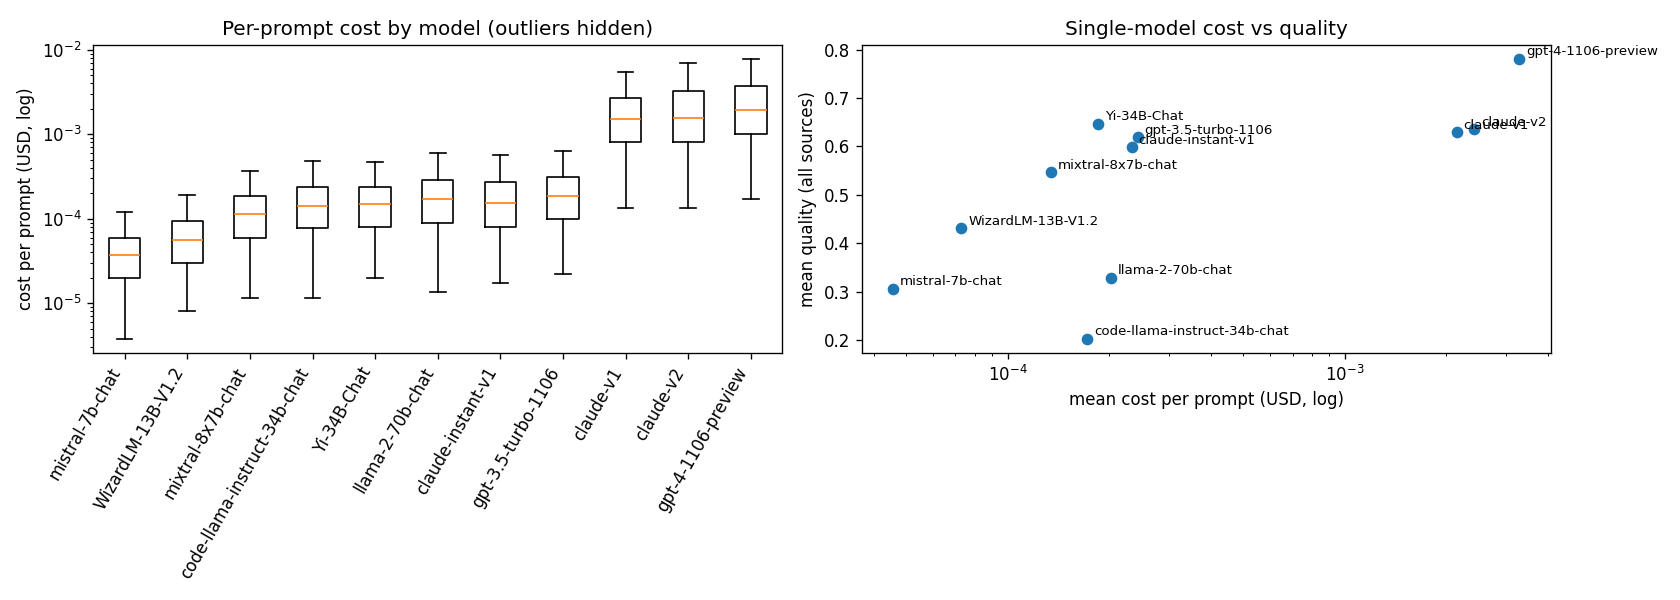 Per-prompt cost by model (outliers hidden)
cost per prompt (USD, log)
10⁻²
10⁻³
10⁻⁴
10⁻⁵
mistral-7b-chat
WizardLM-13B-V1.2
mixtral-8x7b-chat
code-llama-instruct-34b-chat
Yi-34B-Chat
llama-2-70b-chat
claude-instant-v1
gpt-3.5-turbo-1106
claude-v1
claude-v2
gpt-4-1106-preview
Single-model cost vs quality
mean quality (all sources)
0.8
0.7
0.6
0.5
0.4
0.3
0.2
gpt-4-1106-preview
Yi-34B-Chat
claude-v2
claude-v1
gpt-3.5-turbo-1106
claude-instant-v1
mixtral-8x7b-chat
WizardLM-13B-V1.2
llama-2-70b-chat
mistral-7b-chat
code-llama-instruct-34b-chat
10⁻⁴
10⁻³
mean cost per prompt (USD, log)